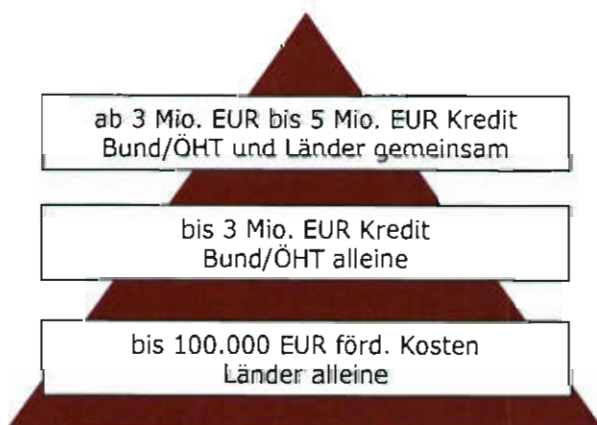 ab 3 Mio. EUR bis 5 Mio. EUR Kredit
Bund/ÖHT und Länder gemeinsam
bis 3 Mio. EUR Kredit
Bund/ÖHT alleine
bis 100.000 EUR förd. Kosten
Länder alleine